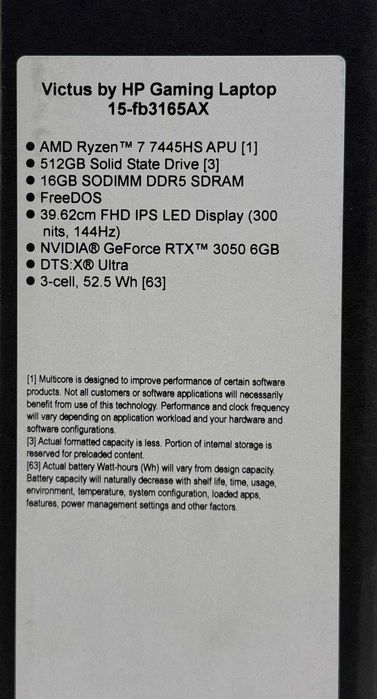 Victus by HP Gaming Laptop
15-fb3165AX
● AMD Ryzen™ 7 7445HS APU [1]
● 512GB Solid State Drive [3]
● 16GB SODIMM DDR5 SDRAM
● FreeDOS
● 39.62cm FHD IPS LED Display (300
nits, 144Hz)
● NVIDIA® GeForce RTX™ 3050 6GB
● DTS:X® Ultra
● 3-cell, 52.5 Wh [63]
[1] Multicore is designed to improve performance of certain software
products. Not all customers or software applications will necessarily
benefit from use of this technology. Performance and clock frequency
will vary depending on application workload and your hardware and
software configurations.
[3] Actual formatted capacity is less. Portion of internal storage is
reserved for preloaded content.
[63] Actual battery Watt-hours (Wh) will vary from design capacity.
Battery capacity will naturally decrease with shelf life, time, usage,
environment, temperature, system configuration, loaded apps,
features, power management settings and other factors.